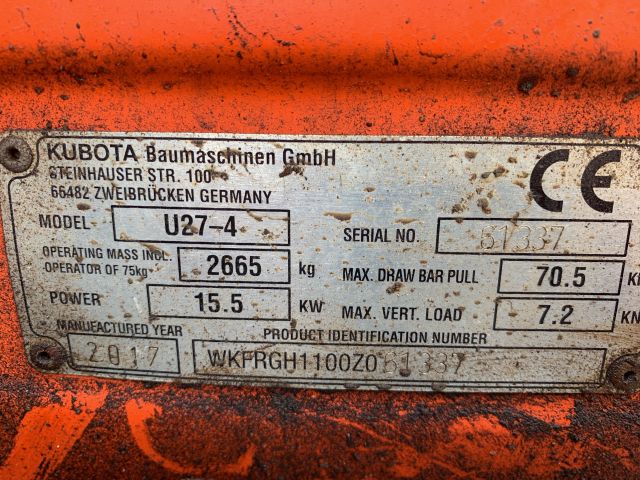 KUBOTA Baumaschinen GmbH
STEINHAUSER STR. 100
66482 ZWEIBRÜCKEN GERMANY
CE
MODEL U27-4
SERIAL NO. 61337
OPERATING MASS INCL. OPERATOR OF 75kg 2665 kg
MAX. DRAW BAR PULL 70.5
POWER 15.5 KW
MAX. VERT. LOAD 7.2 KN
MANUFACTURED YEAR 2017
PRODUCT IDENTIFICATION NUMBER
WKFRGH1100Z061337